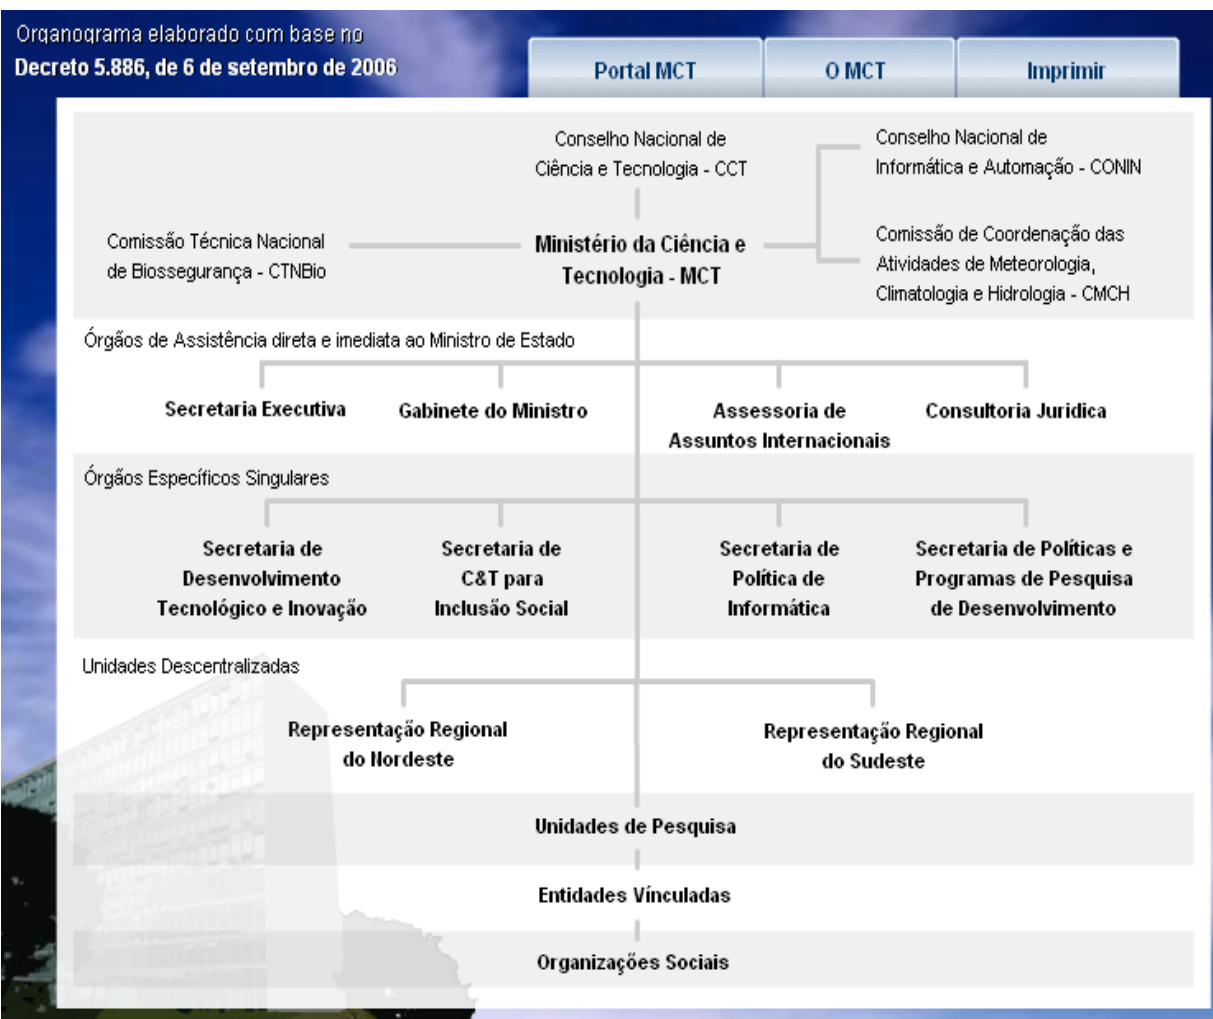 Organograma elaborado com base no
Decreto 5.886, de 6 de setembro de 2006
Portal MCT
O MCT
Imprimir
Conselho Nacional de
Ciência e Tecnologia - CCT
Conselho Nacional de
Informática e Automação - CONIN
Comissão Técnica Nacional
de Biossegurança - CTNBio
Ministério da Ciência e
Tecnologia - MCT
Comissão de Coordenação das
Atividades de Meteorologia,
Climatologia e Hidrologia - CMCH
Órgãos de Assistência direta e imediata ao Ministro de Estado
Secretaria Executiva
Gabinete do Ministro
Assessoria de
Assuntos Internacionais
Consultoria Juridica
Órgãos Específicos Singulares
Secretaria de
Desenvolvimento
Tecnológico e Inovação
Secretaria de
C&T para
Inclusão Social
Secretaria de
Política de
Informática
Secretaria de Políticas e
Programas de Pesquisa
de Desenvolvimento
Unidades Descentralizadas
Representação Regional
do Nordeste
Representação Regional
do Sudeste
Unidades de Pesquisa
Entidades Vínculadas
Organizações Sociais